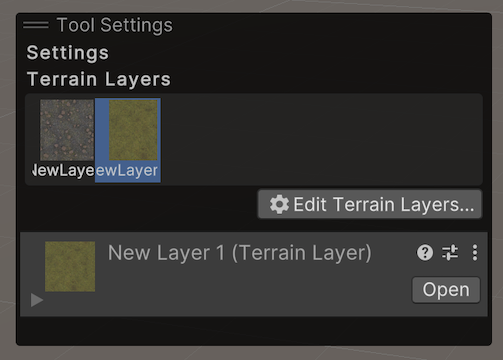 Tool Settings
Settings
Terrain Layers
NewLaye ewLayer
Edit Terrain Layers...
New Layer 1 (Terrain Layer)
Open